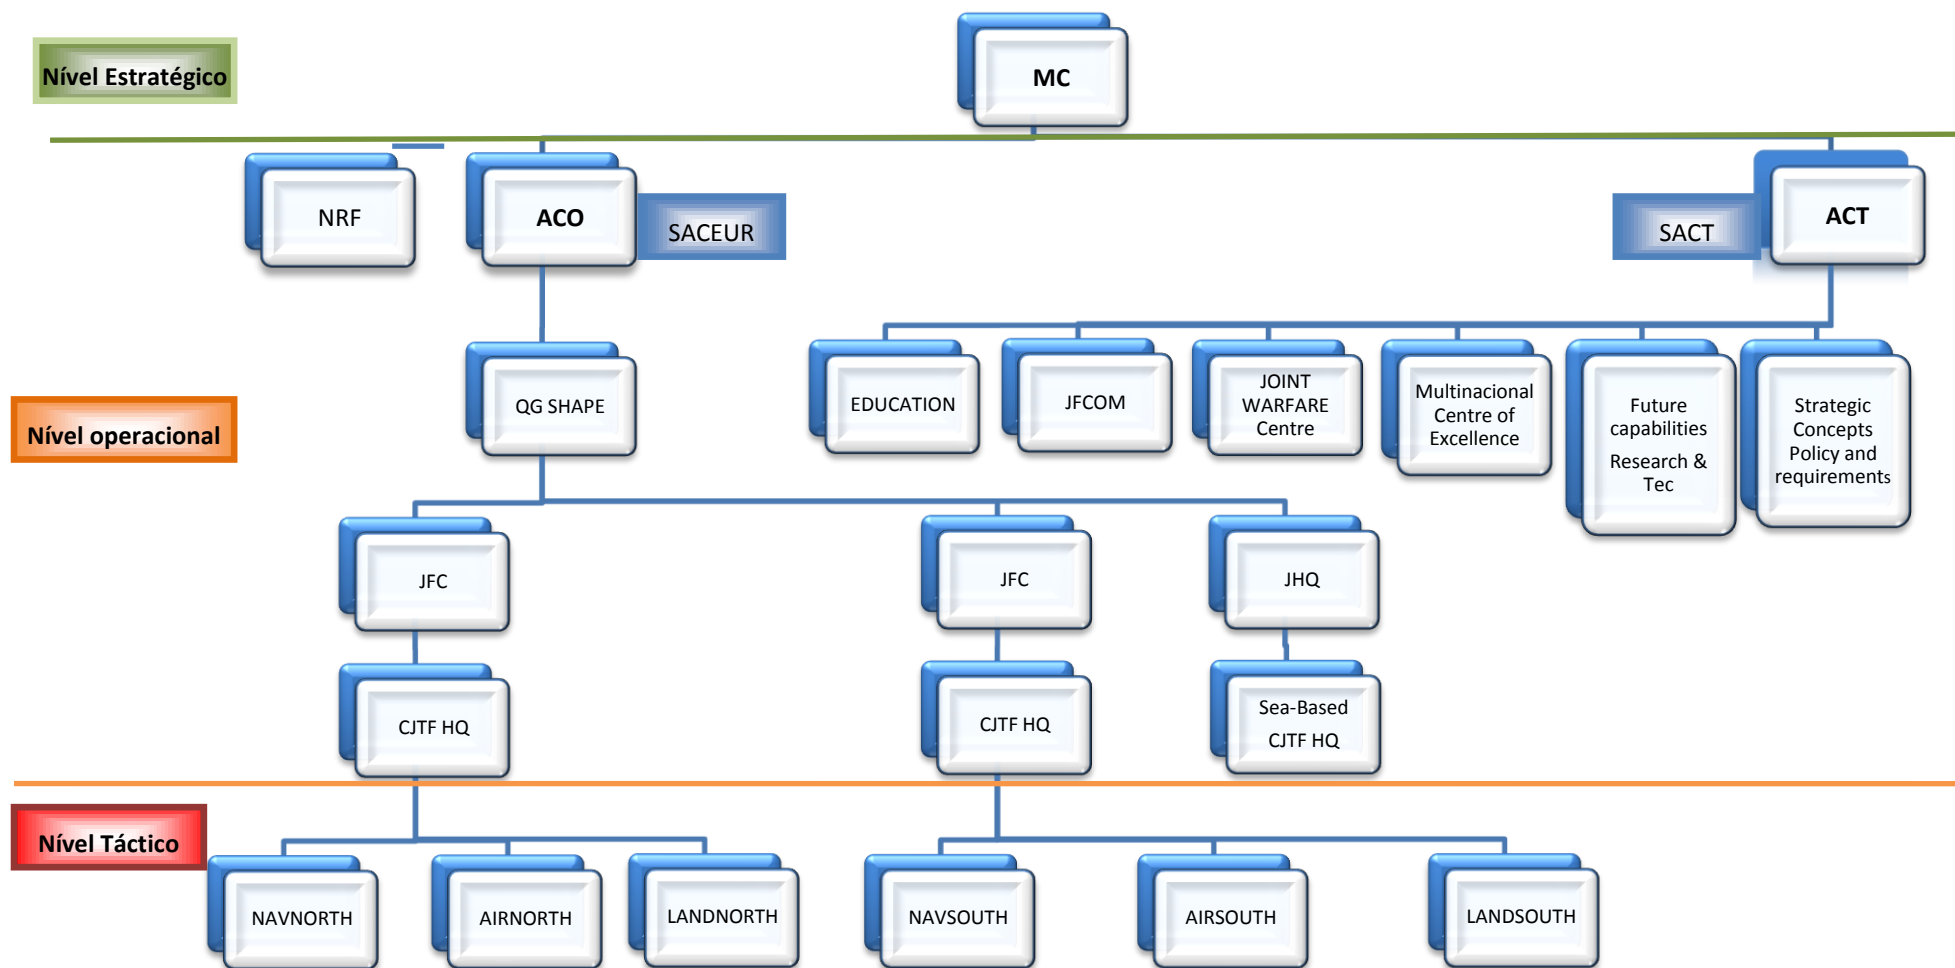 Nível Estratégico
MC
NRF
ACO
SACEUR
SACT
ACT
QG SHAPE
EDUCATION
JFCOM
JOINT
WARFARE
Centre
Multinacional
Centre of
Excellence
Future
capabilities
Research &
Tec
Strategic
Concepts
Policy and
requirements
Nível operacional
JFC
JFC
JHQ
CJTF HQ
CJTF HQ
Sea-Based
CJTF HQ
Nível Táctico
NAVNORTH
AIRNORTH
LANDNORTH
NAVSOUTH
AIRSOUTH
LANDSOUTH